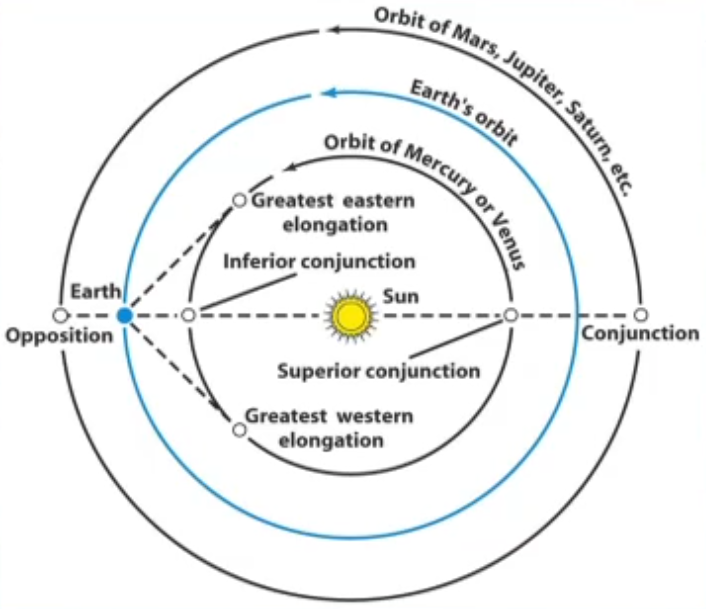 Orbit of Mars, Jupiter, Saturn, etc.
Earth's orbit
Orbit of Mercury or Venus
Greatest eastern
elongation
Inferior conjunction
Earth
Sun
Opposition
Conjunction
Superior conjunction
Greatest western
elongation